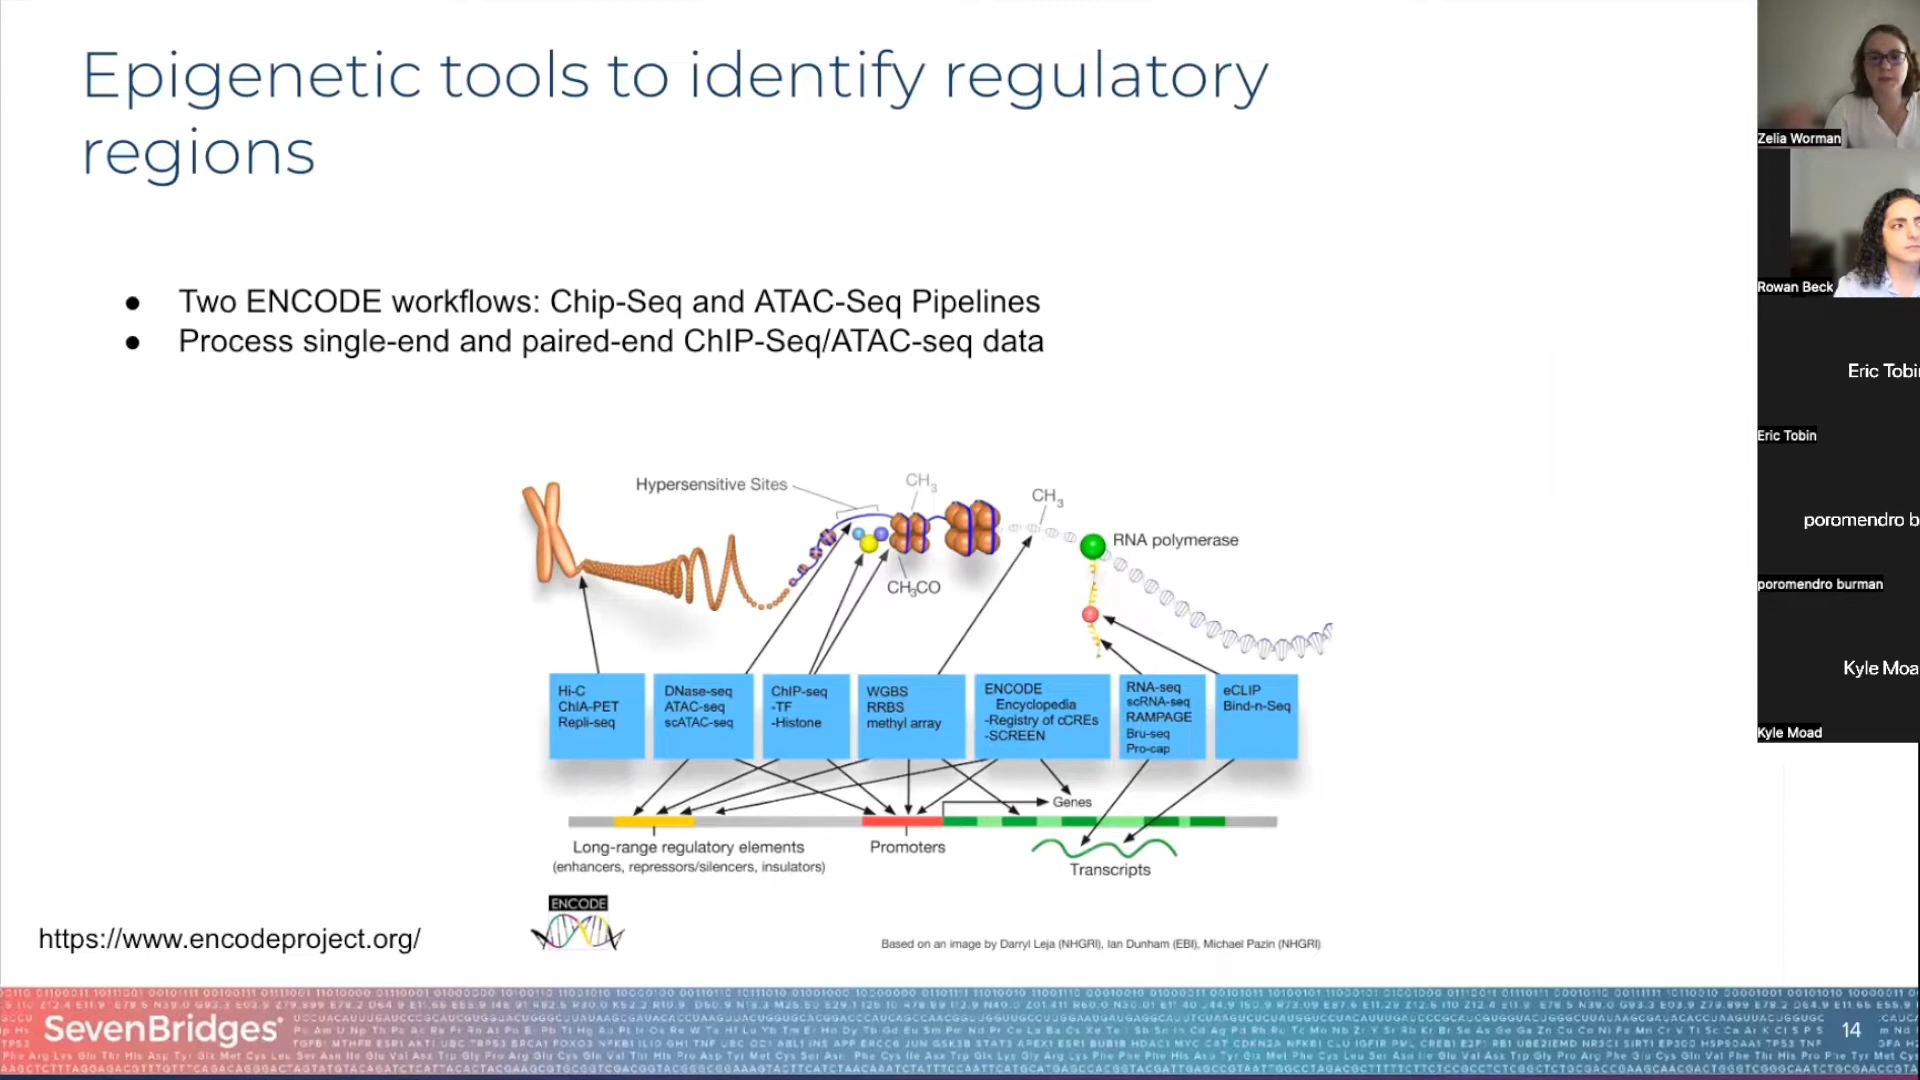 Epigenetic tools to identify regulatory
regions
● Two ENCODE workflows: Chip-Seq and ATAC-Seq Pipelines
● Process single-end and paired-end ChIP-Seq/ATAC-seq data
Hypersensitive Sites
CH3
CH3
RNA polymerase
CH3CO
Hi-C
ChIA-PET
Repli-seq
DNase-seq
ATAC-seq
scATAC-seq
ChIP-seq
-TF
-Histone
WGBS
RRBS
methyl array
ENCODE
Encyclopedia
-Registry of cCREs
-SCREEN
RNA-seq
scRNA-seq
RAMPAGE
Bru-seq
Pro-cap
eCLIP
Bind-n-Seq
Genes
Long-range regulatory elements
(enhancers, repressors/silencers, insulators)
Promoters
Transcripts
ENCODE
https://www.encodeproject.org/
Based on an image by Darryl Leja (NHGRI), Ian Dunham (EBI), Michael Pazin (NHGRI)
SevenBridges
14
Zelia Worman
Rowan Beck
Eric Tobi
Eric Tobin
poromendro b
poromendro burman
Kyle Moa
Kyle Moad